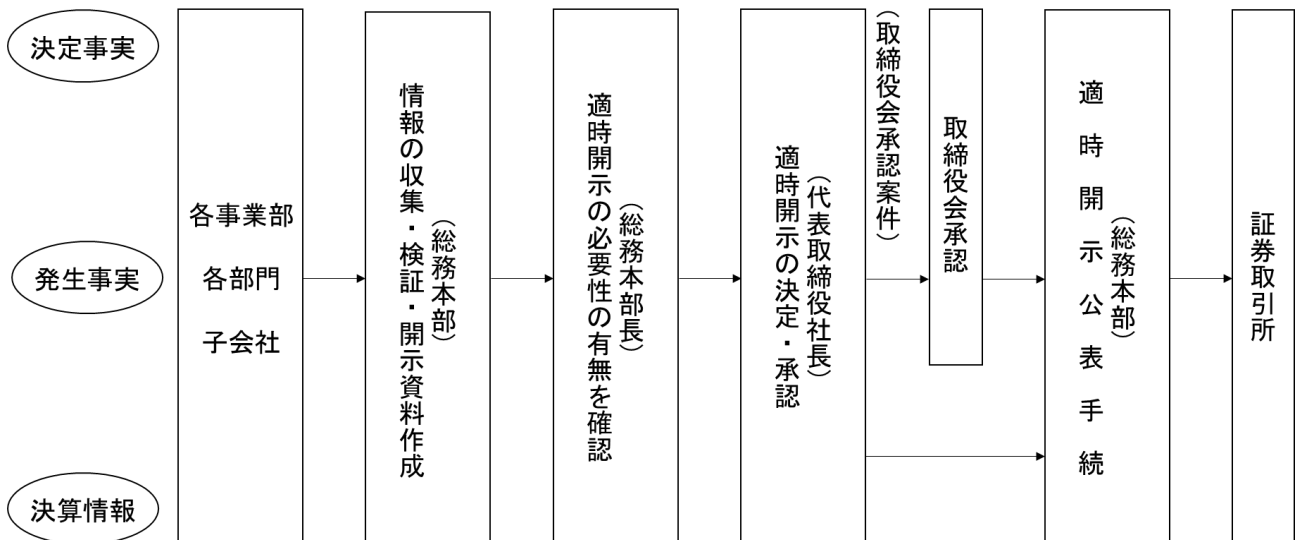 決定事実
発生事実
決算情報
各事業部
各部門
子会社
情報の収集・検証・開示資料作成
（総務本部）
適時開示の必要性の有無を確認
（総務本部長）
適時開示の決定・承認
（代表取締役社長）
（取締役会承認案件）
取締役会承認
適時開示公表手続
（総務本部）
証券取引所